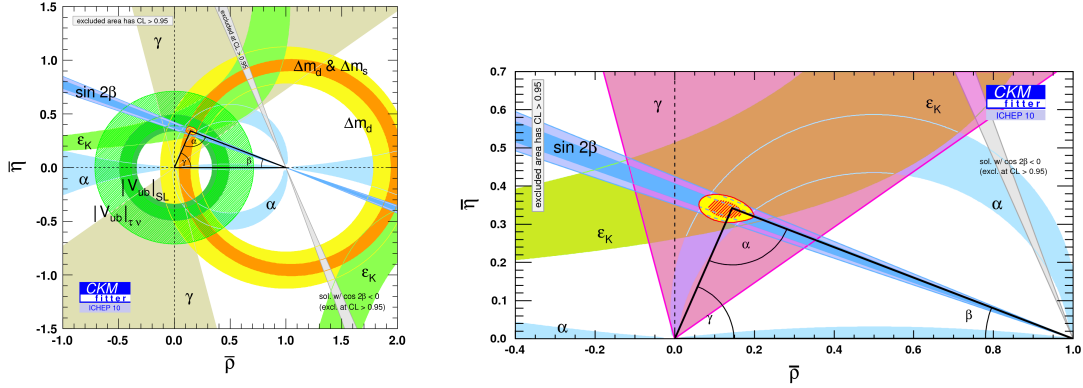 excluded area has CL > 0.95
γ
excluded at CL > 0.95
Δm_d & Δm_s
sin 2β
Δm_d
ε_K
α
α
β
γ
α
|V_ub|_SL
|V_ub|_τν
ε_K
γ
CKM
fitter
ICHEP 10
sol. w/ cos 2β < 0
(excl. at CL > 0.95)
1.5
1.0
0.5
0.0
-0.5
-1.0
-1.5
η̅
-1.0 -0.5 0.0 0.5 1.0 1.5 2.0
ρ̅
excluded area has CL > 0.95
γ
ε_K
CKM
fitter
ICHEP 10
sin 2β
sol. w/ cos 2β < 0
(excl. at CL > 0.95)
α
ε_K
α
β
γ
α
0.7
0.6
0.5
0.4
0.3
0.2
0.1
0.0
η̅
-0.4 -0.2 0.0 0.2 0.4 0.6 0.8 1.0
ρ̅